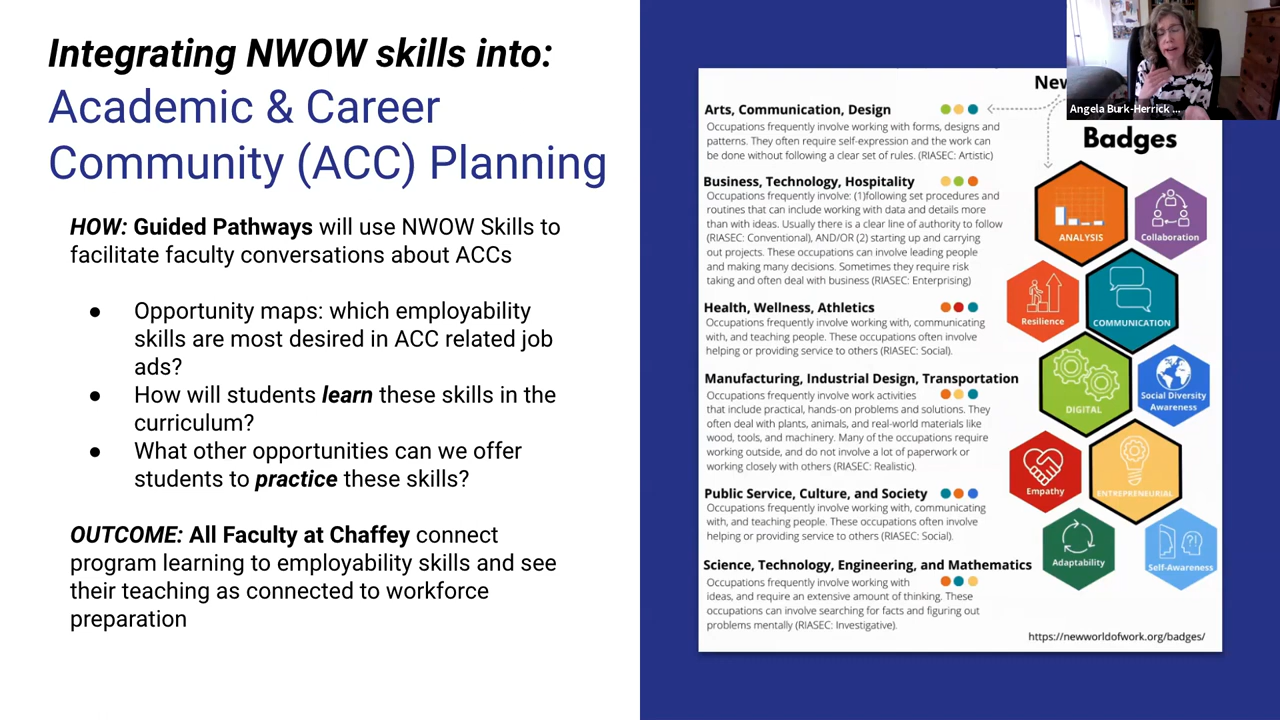 Integrating NWOW skills into:
Academic & Career
Community (ACC) Planning
HOW: Guided Pathways will use NWOW Skills to
facilitate faculty conversations about ACCs
● Opportunity maps: which employability
skills are most desired in ACC related job
ads?
● How will students learn these skills in the
curriculum?
● What other opportunities can we offer
students to practice these skills?
OUTCOME: All Faculty at Chaffey connect
program learning to employability skills and see
their teaching as connected to workforce
preparation
Arts, Communication, Design
Occupations frequently involve working with forms, designs and
patterns. They often require self-expression and the work can
be done without following a clear set of rules. (RIASEC: Artistic)
Business, Technology, Hospitality
Occupations frequently involve: (1)following set procedures and
routines that can include working with data and details more
than with ideas. Usually there is a clear line of authority to follow
(RIASEC: Conventional), AND/OR (2) starting up and carrying
out projects. These occupations can involve leading people
and making many decisions. Sometimes they require risk
taking and often deal with business (RIASEC: Enterprising)
Health, Wellness, Athletics
Occupations frequently involve working with, communicating
with, and teaching people. These occupations often involve
helping or providing service to others (RIASEC: Social).
Manufacturing, Industrial Design, Transportation
Occupations frequently involve work activities
that include practical, hands-on problems and solutions. They
often deal with plants, animals, and real-world materials like
wood, tools, and machinery. Many of the occupations require
working outside, and do not involve a lot of paperwork or
working closely with others (RIASEC: Realistic).
Public Service, Culture, and Society
Occupations frequently involve working with, communicating
with, and teaching people. These occupations often involve
helping or providing service to others (RIASEC: Social).
Science, Technology, Engineering, and Mathematics
Occupations frequently involve working with
ideas, and require an extensive amount of thinking. These
occupations can involve searching for facts and figuring out
problems mentally (RIASEC: Investigative).
New
Badges
ANALYSIS
Collaboration
Resilience
COMMUNICATION
DIGITAL
Social Diversity
Awareness
Empathy
ENTREPRENEURIAL
Adaptability
Self-Awareness
https://newworldofwork.org/badges/
Angela Burk-Herrick ...